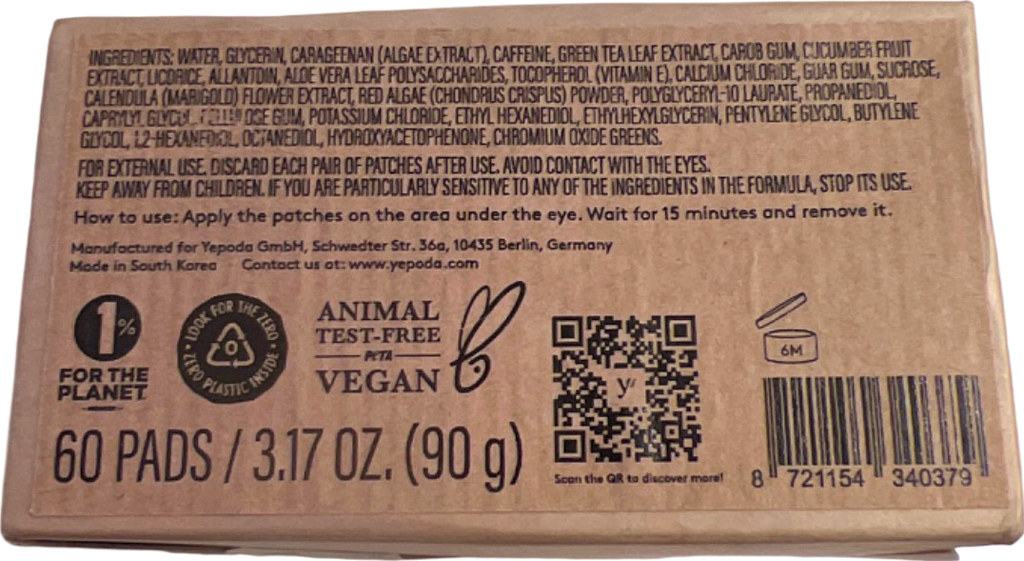 INGREDIENTS: WATER, GLYCERIN, CARAGEENAN (ALGAE EXTRACT), CAFFEINE, GREEN TEA LEAF EXTRACT, CAROB GUM, CUCUMBER FRUIT
EXTRACT, LICORICE, ALLANTOIN, ALOE VERA LEAF POLYSACCHARIDES, TOCOPHEROL (VITAMIN E), CALCIUM CHLORIDE, GUAR GUM, SUCROSE,
CALENDULA (MARIGOLD) FLOWER EXTRACT, RED ALGAE (CHONDRUS CRISPUS) POWDER, POLYGLYCERYL-10 LAURATE, PROPANEDIOL,
CAPRYLYL GLYCOL, CELLULOSE GUM, POTASSIUM CHLORIDE, ETHYL HEXANEDIOL, ETHYLHEXYLGLYCERIN, PENTYLENE GLYCOL, BUTYLENE
GLYCOL, 1,2-HEXANEDIOL, OCTANEDIOL, HYDROXYACETOPHENONE, CHROMIUM OXIDE GREENS.
FOR EXTERNAL USE. DISCARD EACH PAIR OF PATCHES AFTER USE. AVOID CONTACT WITH THE EYES.
KEEP AWAY FROM CHILDREN. IF YOU ARE PARTICULARLY SENSITIVE TO ANY OF THE INGREDIENTS IN THE FORMULA, STOP ITS USE.
How to use: Apply the patches on the area under the eye. Wait for 15 minutes and remove it.
Manufactured for Yepoda GmbH, Schwedter Str. 36a, 10435 Berlin, Germany
Made in South Korea Contact us at: www.yepoda.com
1%
FOR THE
PLANET
LOOK FOR THE ZERO
0
ZERO PLASTIC INSIDE
ANIMAL
TEST-FREE
PETA
VEGAN
y
6M
60 PADS / 3.17 OZ. (90 g)
Scan the QR to discover more!
8 721154 340379